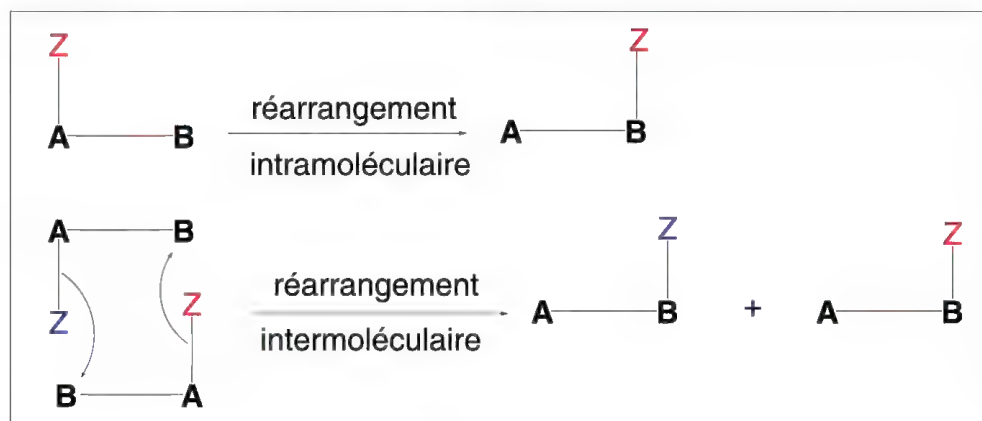 Z
Z
A B réarrangement A B
intramoléculaire
A B
Z
Z
Z
Z
réarrangement
A B + A B
intermoléculaire
B A